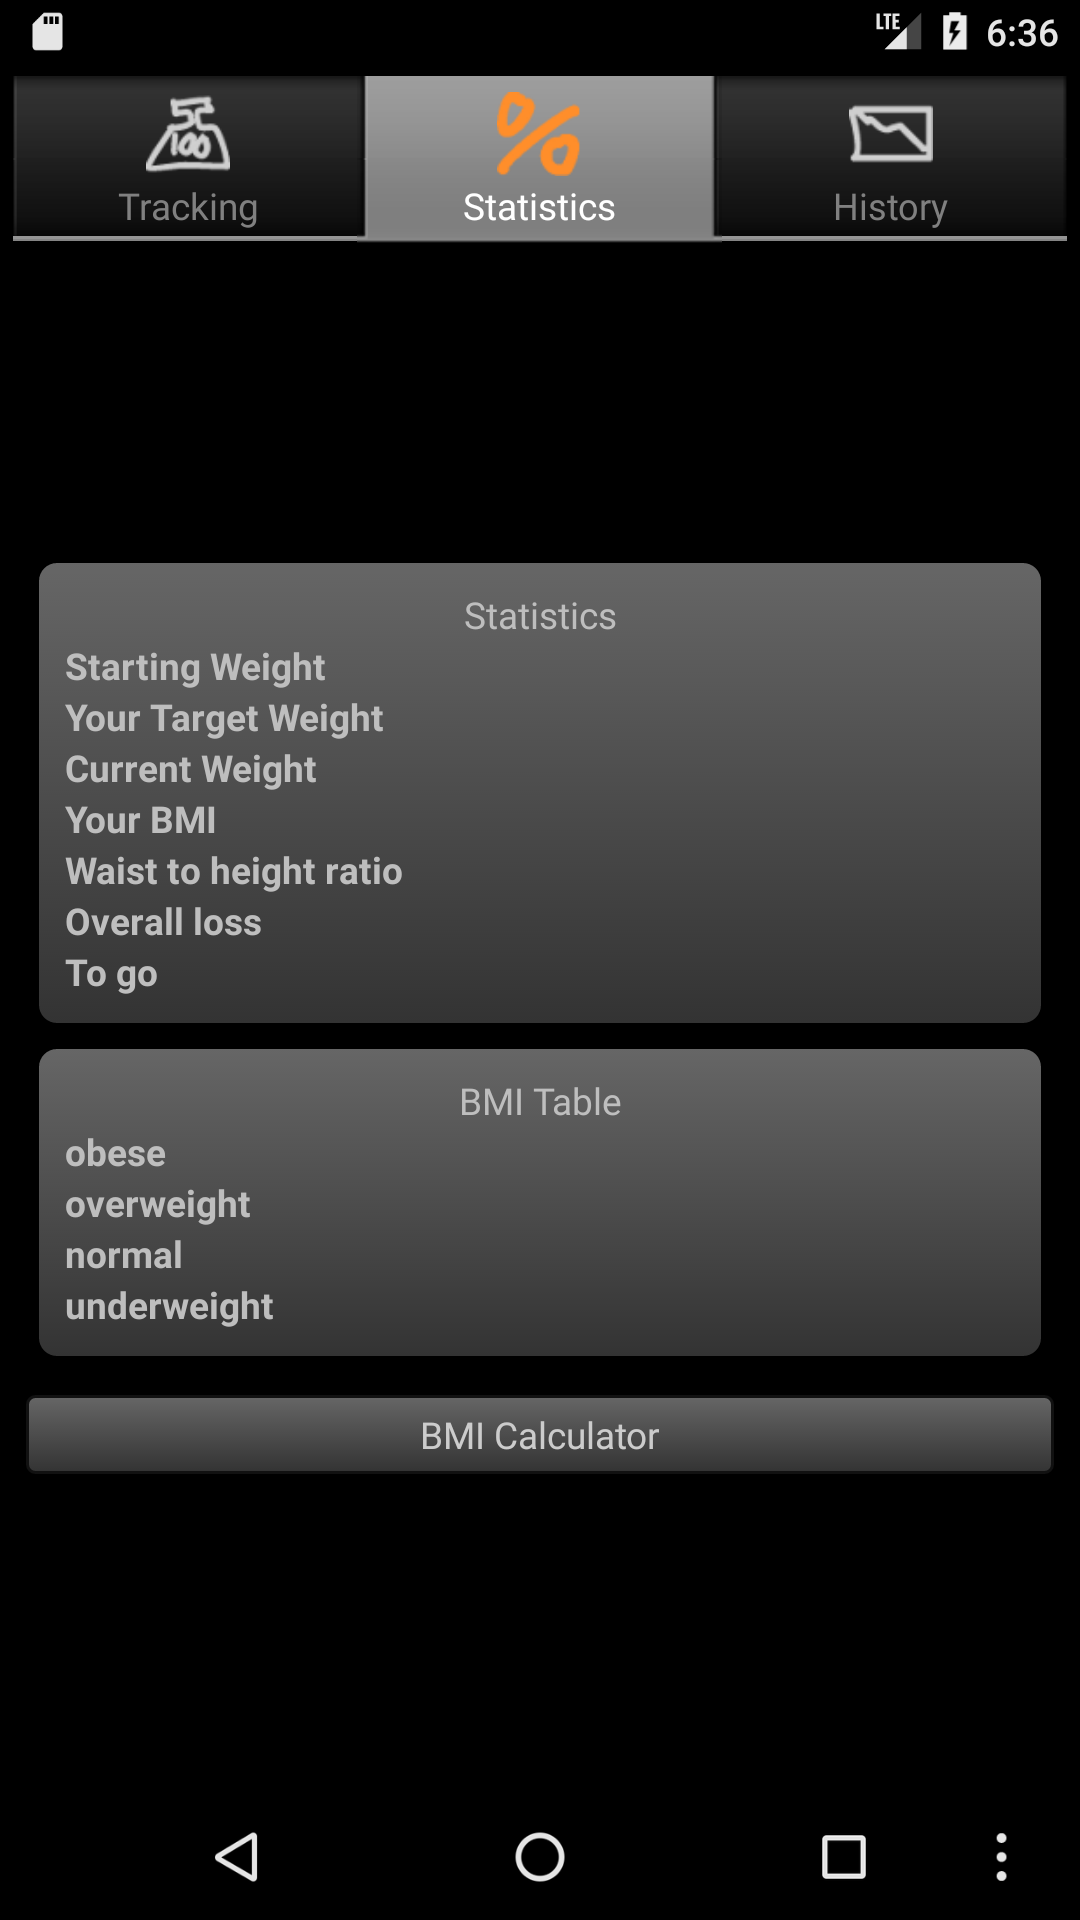 LTE 6:36
100
Tracking Statistics History
Statistics
Starting Weight
Your Target Weight
Current Weight
Your BMI
Waist to height ratio
Overall loss
To go
BMI Table
obese
overweight
normal
underweight
BMI Calculator